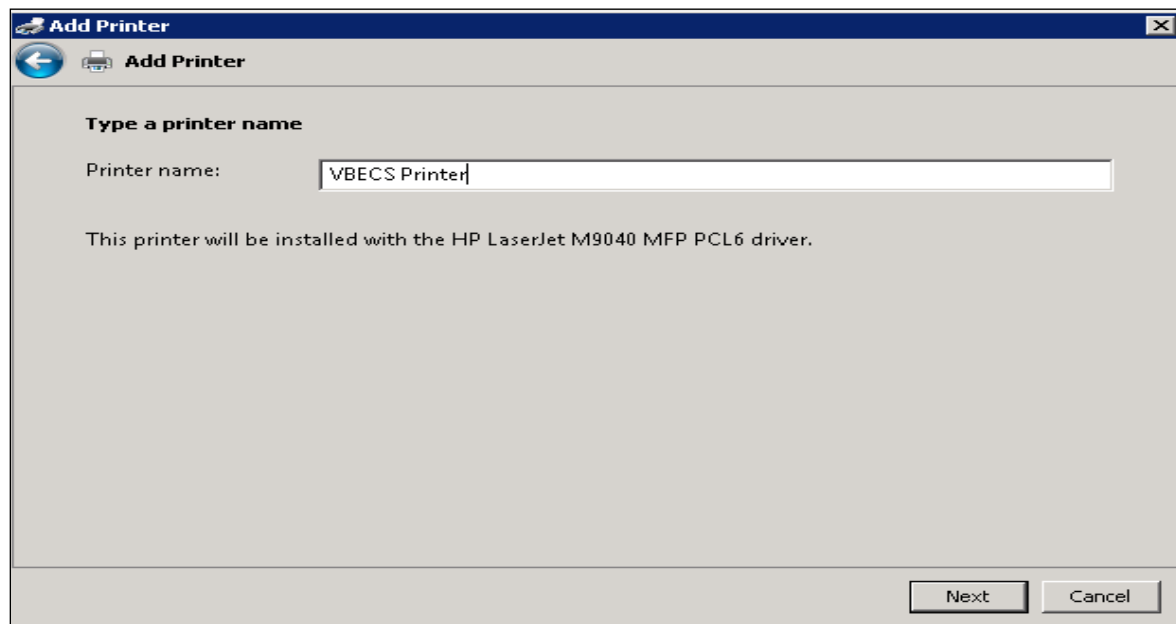 Add Printer
Add Printer
Type a printer name
Printer name: VBECS Printer
This printer will be installed with the HP LaserJet M9040 MFP PCL6 driver.
Next Cancel